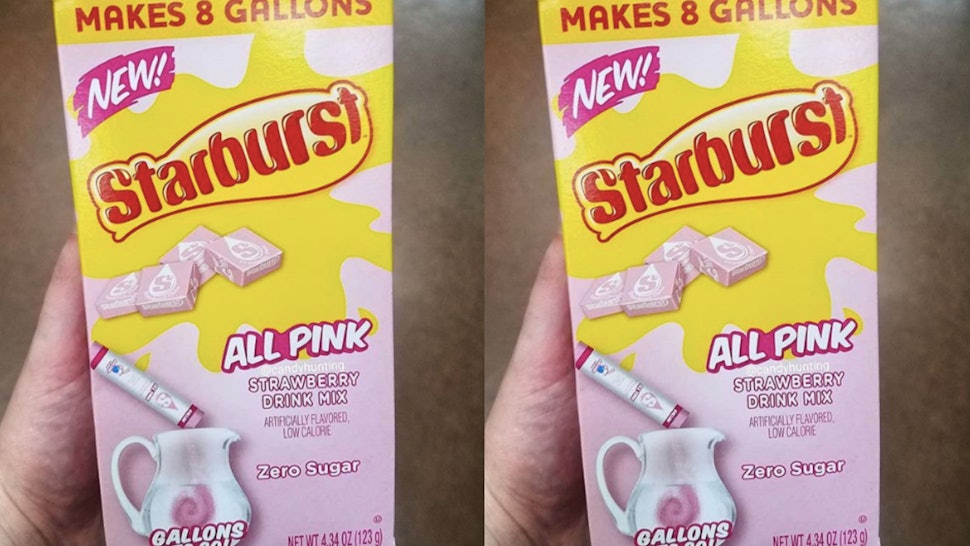 MAKES 8 GALLONS
NEW!
Starburst
S
S
S
ALL PINK
@candyhunting
STRAWBERRY
DRINK MIX
ARTIFICIALLY FLAVORED,
LOW CALORIE
S
Zero Sugar
GALLONS
NET WT 4.34 OZ (123 g)
MAKES 8 GALLONS
NEW!
Starburst
S
S
S
ALL PINK
@candyhunting
STRAWBERRY
DRINK MIX
ARTIFICIALLY FLAVORED,
LOW CALORIE
S
Zero Sugar
GALLONS
NET WT 4.34 OZ (123 g)